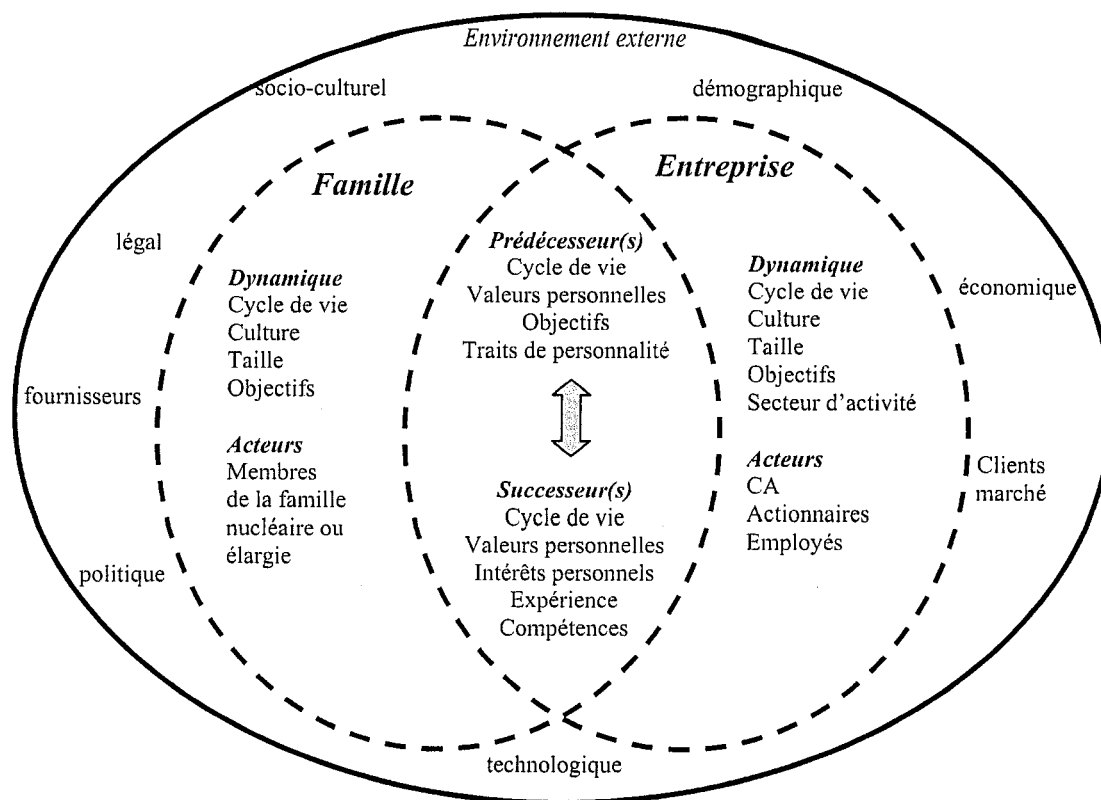 Environnement externe
socio-culturel
démographique
Famille
Entreprise
légal
Dynamique
Cycle de vie
Culture
Taille
Objectifs
fournisseurs
Acteurs
Membres
de la famille
nucléaire ou
élargie
politique
Prédécesseur(s)
Cycle de vie
Valeurs personnelles
Objectifs
Traits de personnalité
Successeur(s)
Cycle de vie
Valeurs personnelles
Intérêts personnels
Expérience
Compétences
Dynamique
Cycle de vie
Culture
Taille
Objectifs
Secteur d'activité
Acteurs
CA
Actionnaires
Employés
économique
Clients
marché
technologique